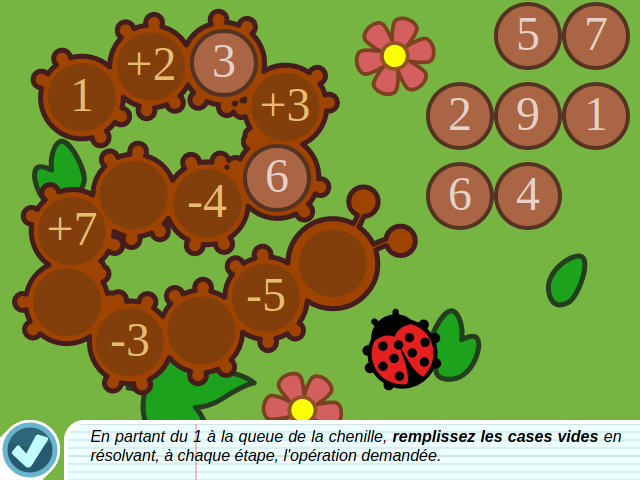 1 +2 3 +3
6 -4 +7
-3 -5
5 7
2 9 1
6 4
En partant du 1 à la queue de la chenille, remplissez les cases vides en
résolvant, à chaque étape, l'opération demandée.